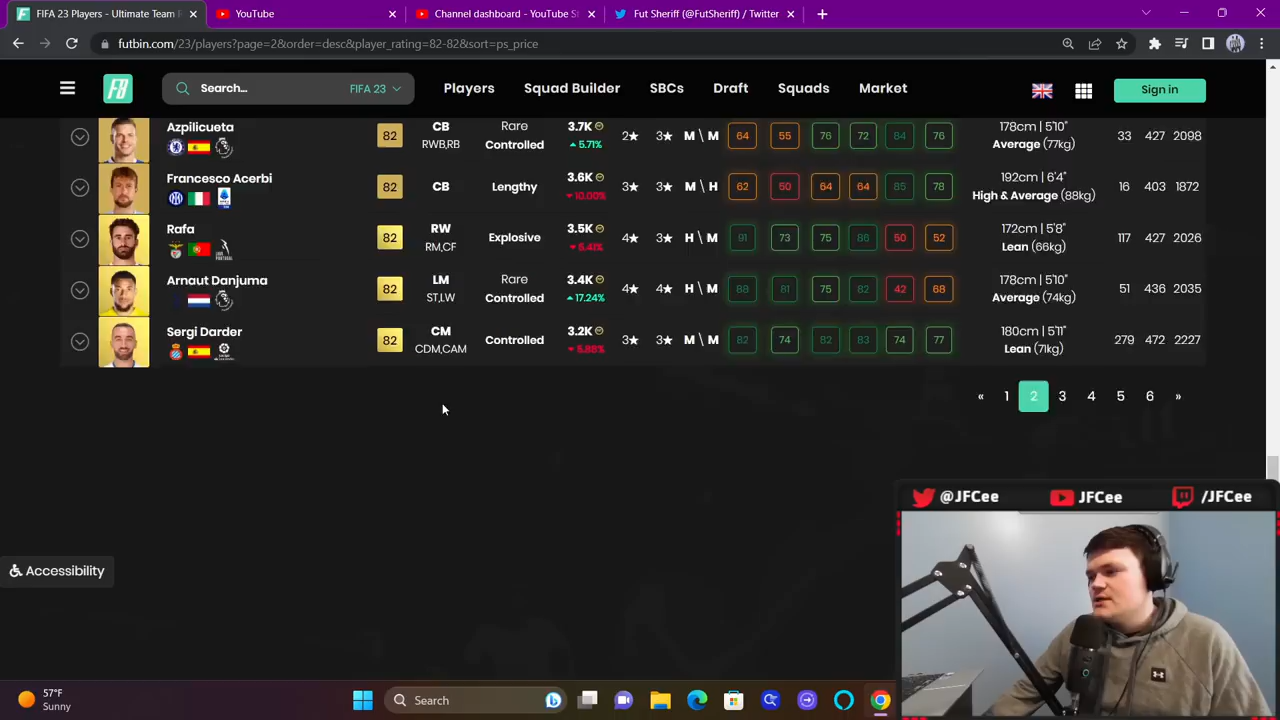 FIFA 23 Players - Ultimate Team
YouTube
Channel dashboard - YouTube
Fut Sheriff (@FutSheriff) / Twitter
futbin.com/23/players?page=2&order=desc&player_rating=82-82&sort=ps_price
Search... FIFA 23
Players Squad Builder SBCs Draft Squads Market
Sign in
Azpilicueta 82 CB RWB,RB Rare Controlled 3.7K 5.71% 2★ 3★ M \ M 64 55 76 72 84 76 178cm | 5'10" Average (77kg) 33 427 2098
Francesco Acerbi 82 CB Lengthy 3.6K 10.00% 3★ 3★ M \ H 62 50 64 64 85 78 192cm | 6'4" High & Average (88kg) 16 403 1872
Rafa 82 RW RM,CF Explosive 3.5K 5.41% 4★ 3★ H \ M 91 73 75 86 50 52 172cm | 5'8" Lean (66kg) 117 427 2026
Arnaut Danjuma 82 LM ST,LW Rare Controlled 3.4K 17.24% 4★ 4★ H \ M 88 81 75 82 42 68 178cm | 5'10" Average (74kg) 51 436 2035
Sergi Darder 82 CM CDM,CAM Controlled 3.2K 5.88% 3★ 3★ M \ M 82 74 82 83 74 77 180cm | 5'11" Lean (71kg) 279 472 2227
« 1 2 3 4 5 6 »
@JFCee JFCee /JFCee
Accessibility
57°F
Sunny
Search